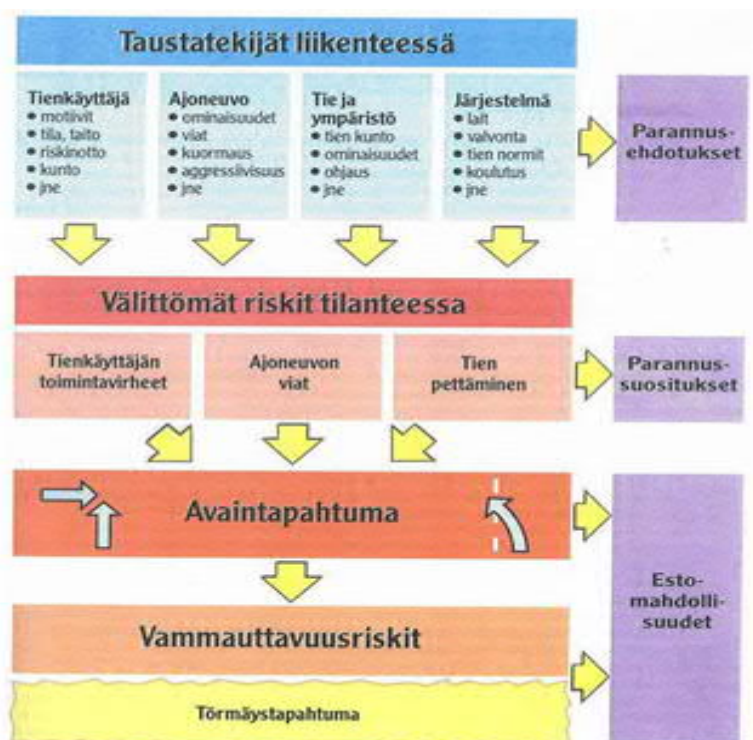 Taustatekijät liikenteessä
Tienkäyttäjä
• motiivit
• tila, taito
• riskinotto
• kunto
• jne
Ajoneuvo
• ominaisuudet
• viat
• kuormaus
• aggressiivisuus
• jne
Tie ja
ympäristö
• tien kunto
• ominaisuudet
• ohjaus
• jne
Järjestelmä
• lait
• valvonta
• tien normit
• koulutus
• jne
Parannus-
ehdotukset
Välittömät riskit tilanteessa
Tienkäyttäjän
toimintavirheet
Ajoneuvon
viat
Tien
pettäminen
Parannus-
suositukset
Avaintapahtuma
Esto-
mahdolli-
suudet
Vammauttavuusriskit
Törmäystapahtuma